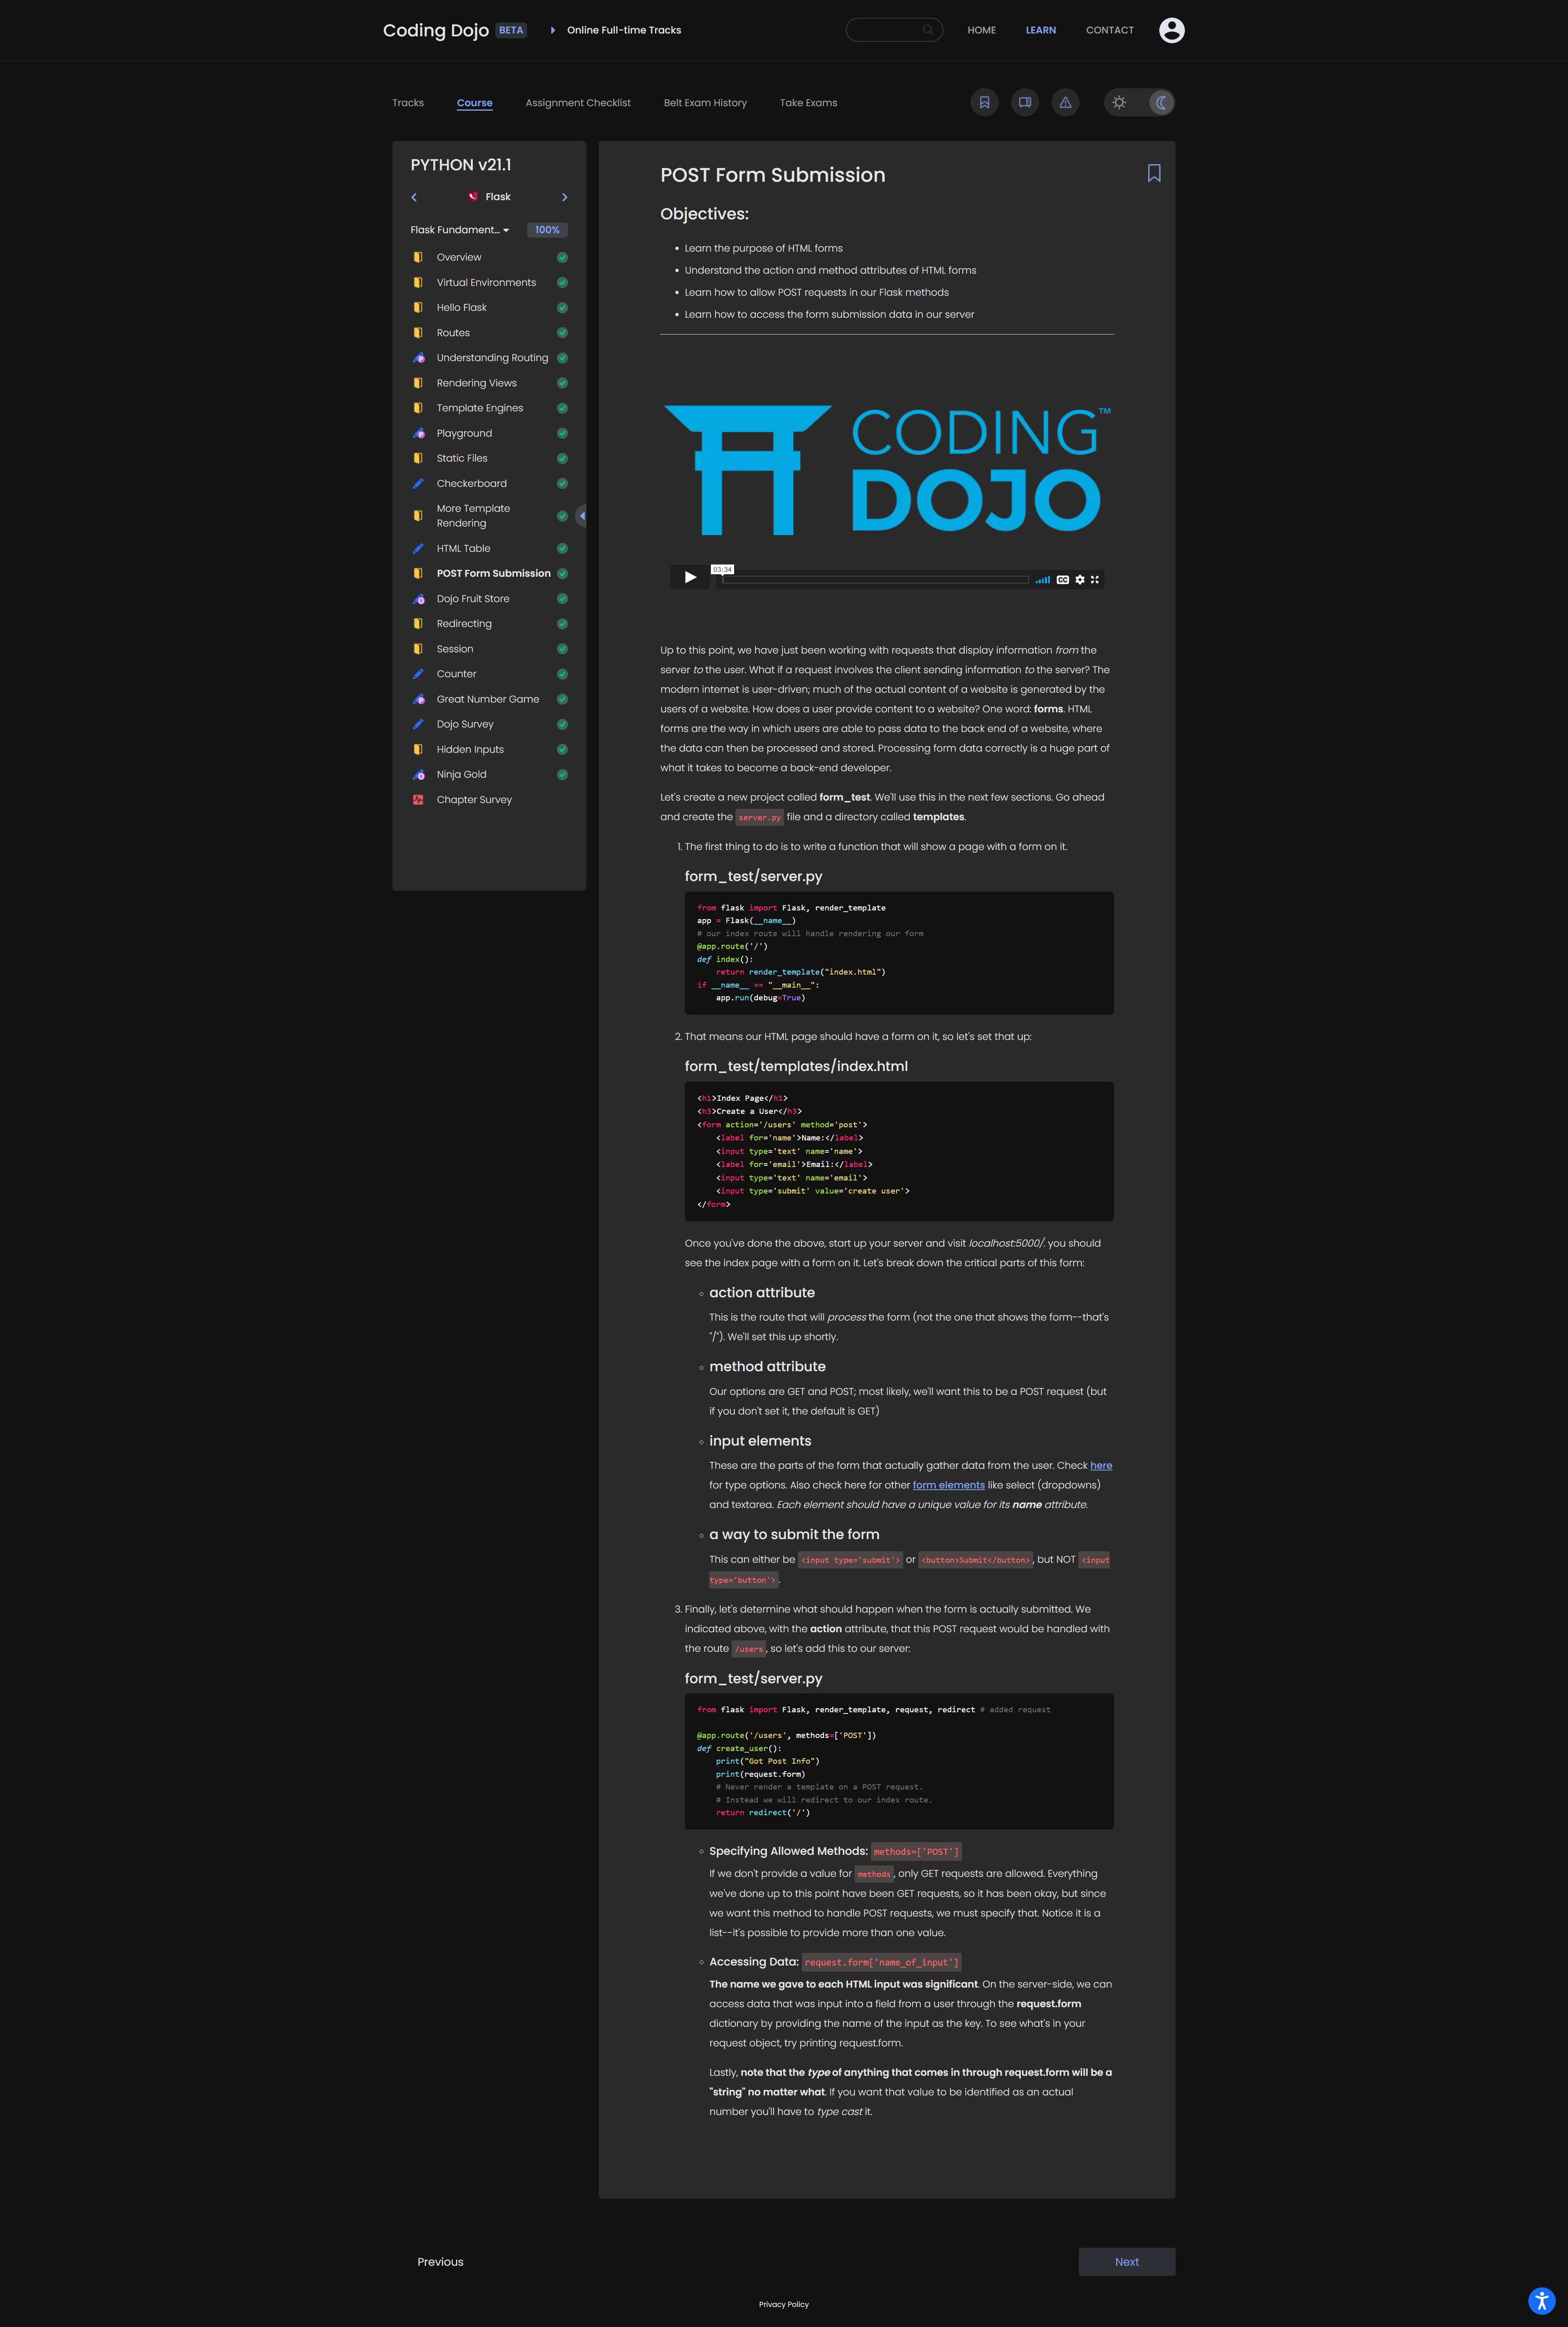 Coding Dojo BETA Online Full-time Tracks HOME LEARN CONTACT
Tracks Course Assignment Checklist Belt Exam History Take Exams
PYTHON v21.1
Flask
Flask Fundament... 100%
Overview
Virtual Environments
Hello Flask
Routes
Understanding Routing
Rendering Views
Template Engines
Playground
Static Files
Checkerboard
More Template
Rendering
HTML Table
POST Form Submission
Dojo Fruit Store
Redirecting
Session
Counter
Great Number Game
Dojo Survey
Hidden Inputs
Ninja Gold
Chapter Survey
POST Form Submission
Objectives:
• Learn the purpose of HTML forms
• Understand the action and method attributes of HTML forms
• Learn how to allow POST requests in our Flask methods
• Learn how to access the form submission data in our server
CODING™
DOJO
03:34
CC
Up to this point, we have just been working with requests that display information from the
server to the user. What if a request involves the client sending information to the server? The
modern internet is user-driven; much of the actual content of a website is generated by the
users of a website. How does a user provide content to a website? One word: forms. HTML
forms are the way in which users are able to pass data to the back end of a website, where
the data can then be processed and stored. Processing form data correctly is a huge part of
what it takes to become a back-end developer.
Let's create a new project called form_test. We'll use this in the next few sections. Go ahead
and create the server.py file and a directory called templates.
1. The first thing to do is to write a function that will show a page with a form on it.
form_test/server.py
from flask import Flask, render_template
app = Flask(__name__)
# our index route will handle rendering our form
@app.route('/')
def index():
    return render_template("index.html")
if __name__ == "__main__":
    app.run(debug=True)
2. That means our HTML page should have a form on it, so let's set that up:
form_test/templates/index.html
<h1>Index Page</h1>
<h3>Create a User</h3>
<form action='/users' method='post'>
    <label for='name'>Name:</label>
    <input type='text' name='name'>
    <label for='email'>Email:</label>
    <input type='text' name='email'>
    <input type='submit' value='create user'>
</form>
Once you've done the above, start up your server and visit localhost:5000/. you should
see the index page with a form on it. Let's break down the critical parts of this form:
◦ action attribute
This is the route that will process the form (not the one that shows the form--that's
"/"). We'll set this up shortly.
◦ method attribute
Our options are GET and POST; most likely, we'll want this to be a POST request (but
if you don't set it, the default is GET)
◦ input elements
These are the parts of the form that actually gather data from the user. Check here
for type options. Also check here for other form elements like select (dropdowns)
and textarea. Each element should have a unique value for its name attribute.
◦ a way to submit the form
This can either be <input type='submit'> or <button>Submit</button>, but NOT <input
type='button'>.
3. Finally, let's determine what should happen when the form is actually submitted. We
indicated above, with the action attribute, that this POST request would be handled with
the route /users, so let's add this to our server:
form_test/server.py
from flask import Flask, render_template, request, redirect # added request
@app.route('/users', methods=['POST'])
def create_user():
    print("Got Post Info")
    print(request.form)
    # Never render a template on a POST request.
    # Instead we will redirect to our index route.
    return redirect('/')
◦ Specifying Allowed Methods: methods=['POST']
If we don't provide a value for methods, only GET requests are allowed. Everything
we've done up to this point have been GET requests, so it has been okay, but since
we want this method to handle POST requests, we must specify that. Notice it is a
list--it's possible to provide more than one value.
◦ Accessing Data: request.form['name_of_input']
The name we gave to each HTML input was significant. On the server-side, we can
access data that was input into a field from a user through the request.form
dictionary by providing the name of the input as the key. To see what's in your
request object, try printing request.form.
Lastly, note that the type of anything that comes in through request.form will be a
"string" no matter what. If you want that value to be identified as an actual
number you'll have to type cast it.
Previous Next
Privacy Policy